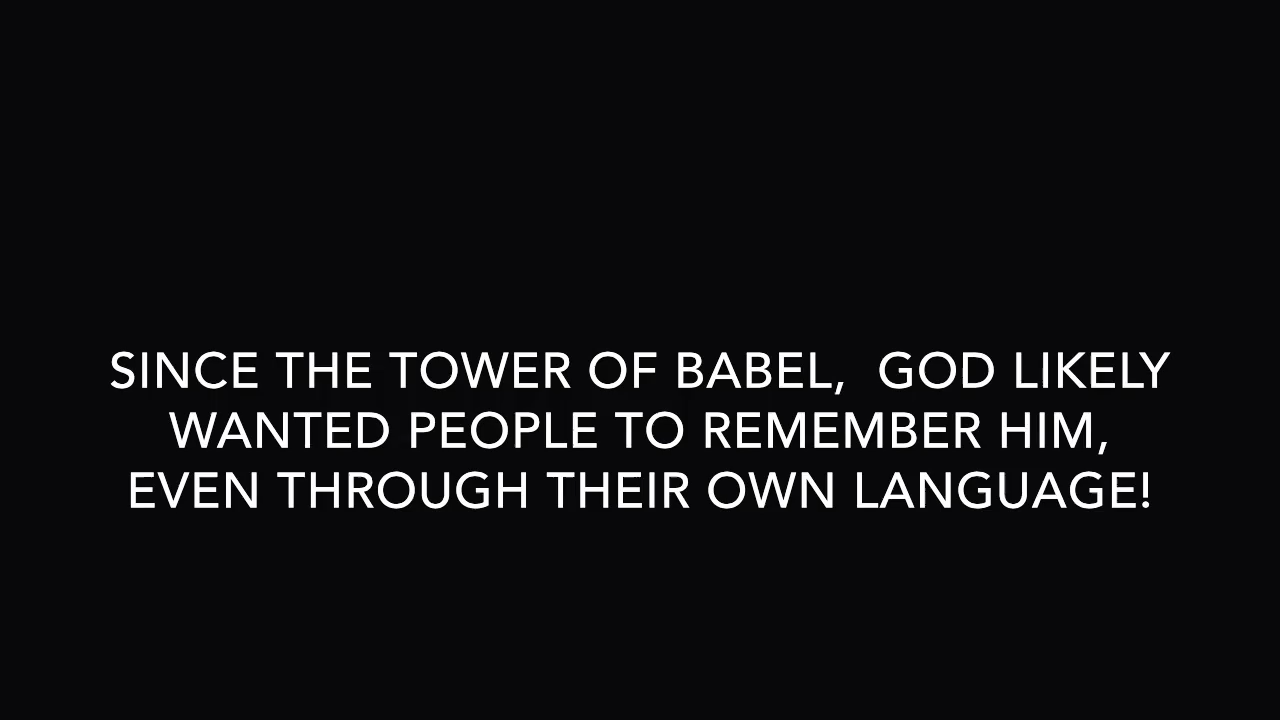 SINCE THE TOWER OF BABEL,  GOD LIKELY
WANTED PEOPLE TO REMEMBER HIM,
EVEN THROUGH THEIR OWN LANGUAGE!